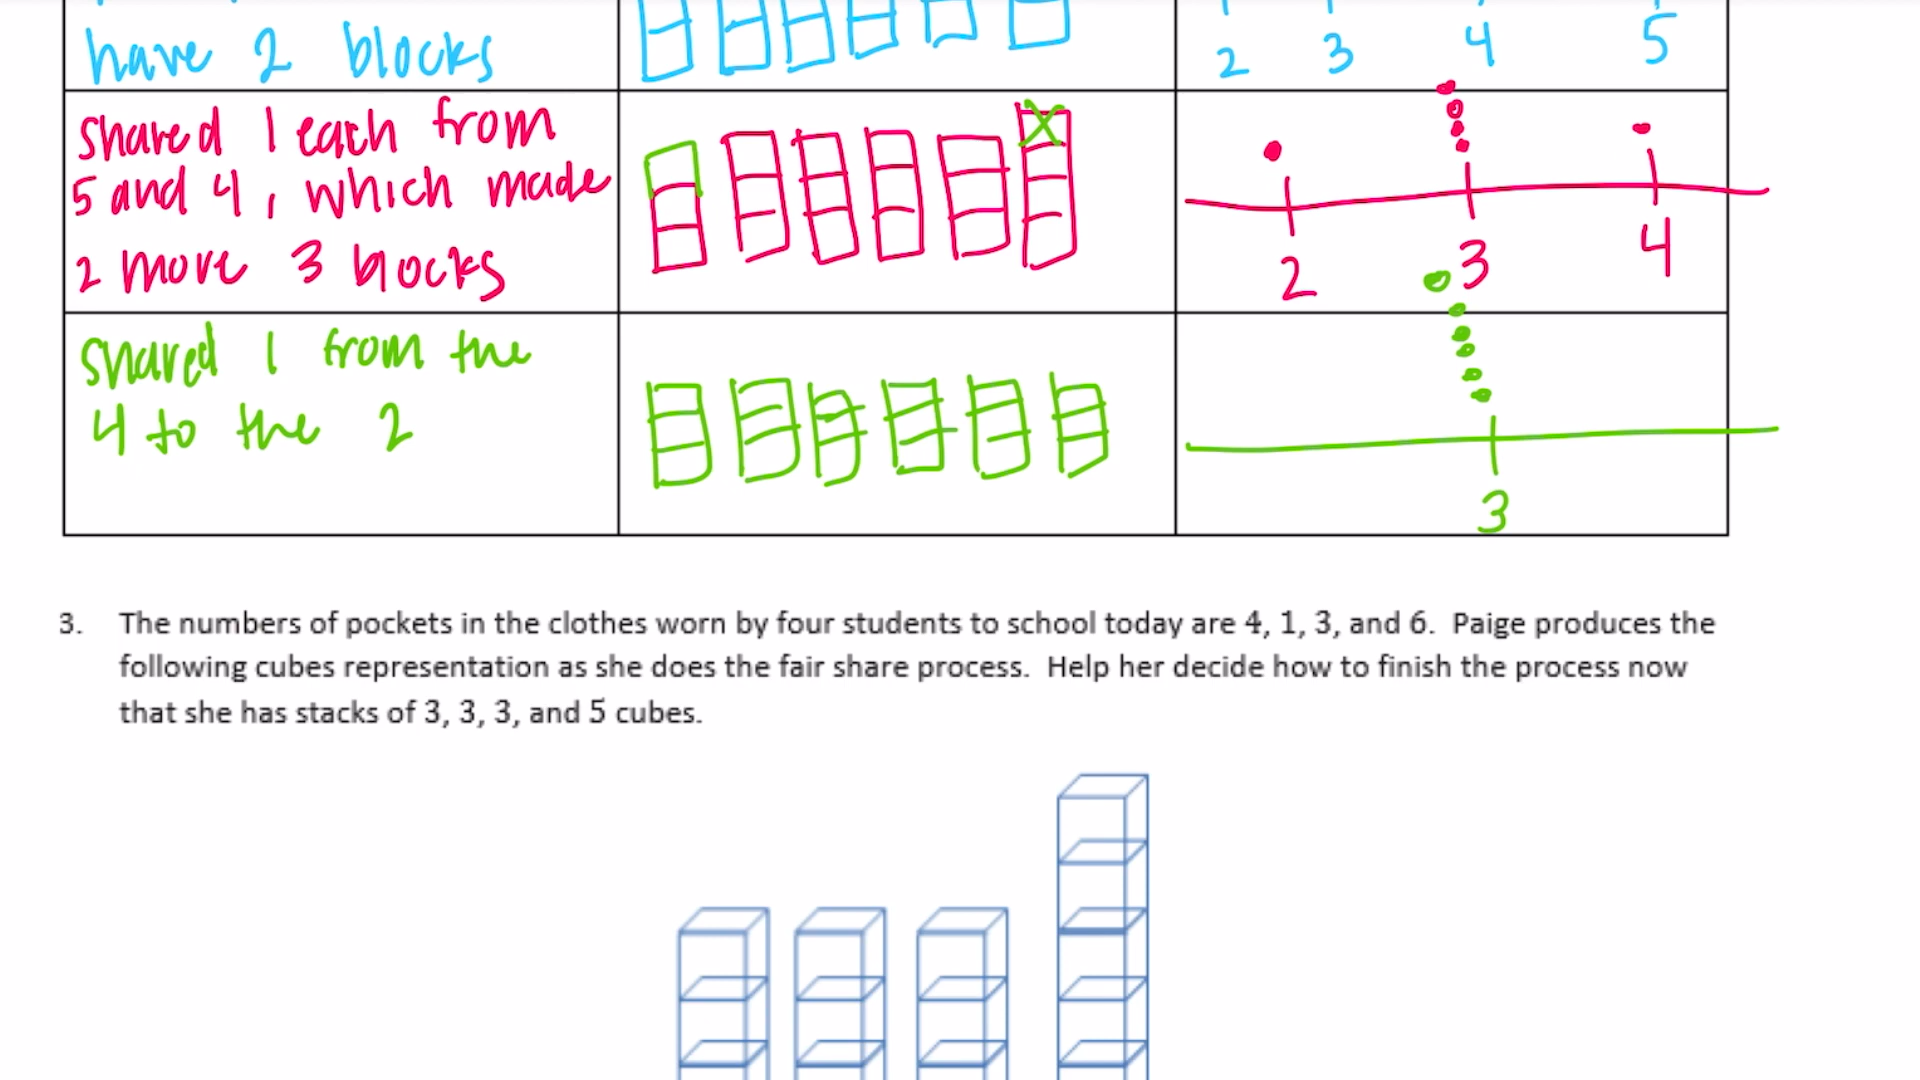 have 2 blocks
2 3 4 5
shared 1 each from
5 and 4, which made
2 more 3 blocks
X
2 3 4
shared 1 from the
4 to the 2
3
3. The numbers of pockets in the clothes worn by four students to school today are 4, 1, 3, and 6. Paige produces the
following cubes representation as she does the fair share process. Help her decide how to finish the process now
that she has stacks of 3, 3, 3, and 5 cubes.